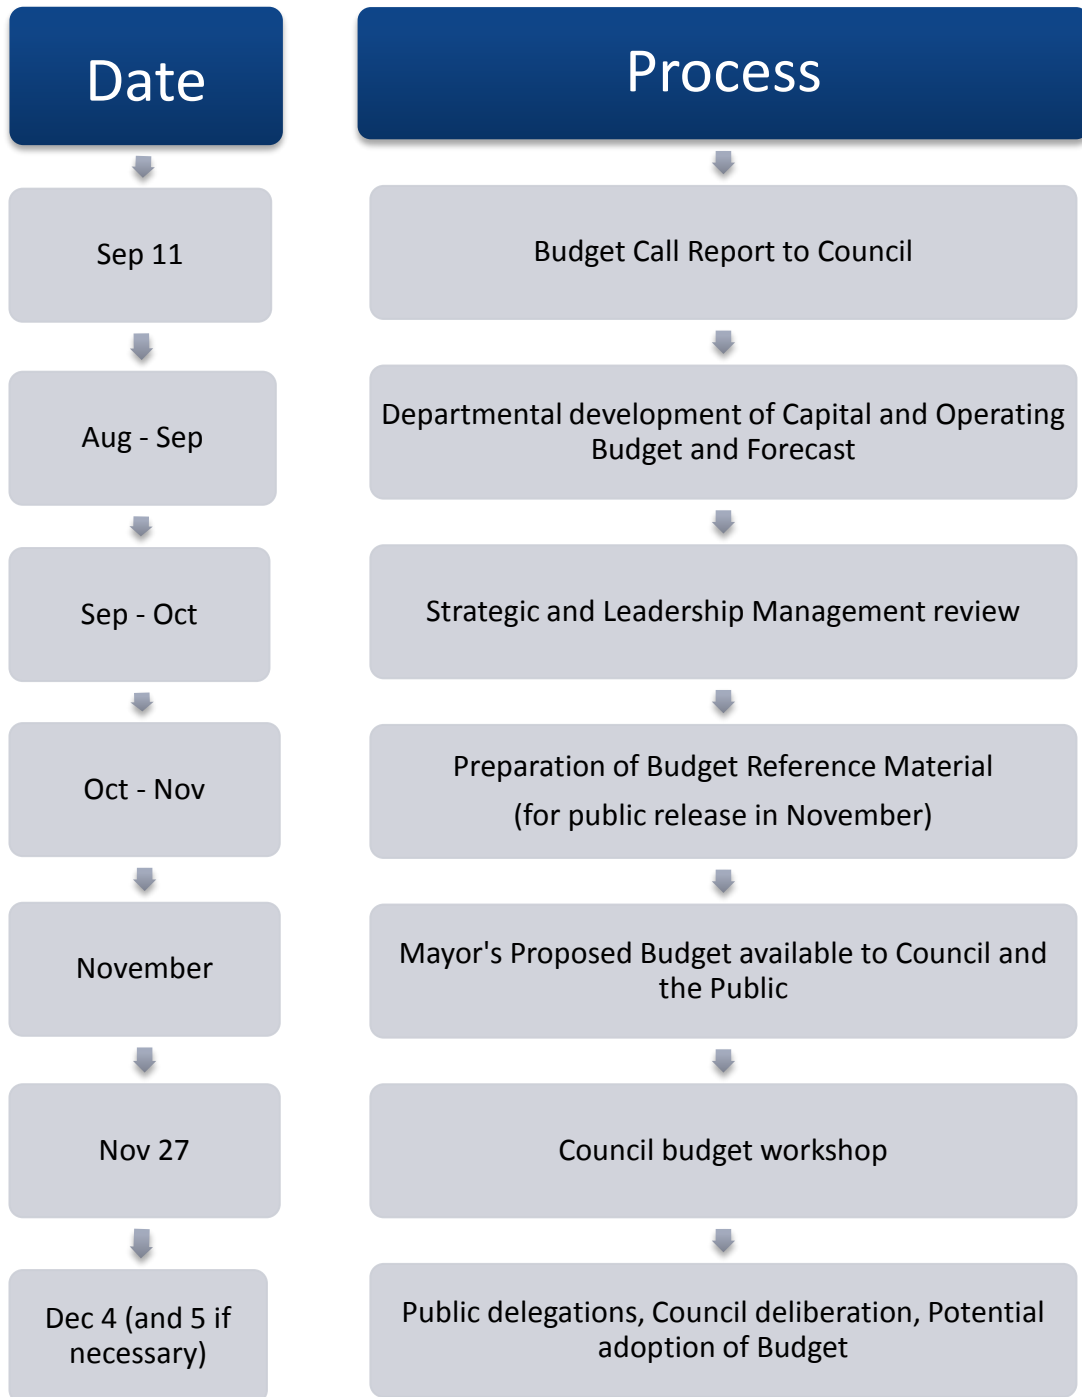 Date
Process
Sep 11
Budget Call Report to Council
Aug - Sep
Departmental development of Capital and Operating
Budget and Forecast
Sep - Oct
Strategic and Leadership Management review
Oct - Nov
Preparation of Budget Reference Material
(for public release in November)
November
Mayor's Proposed Budget available to Council and
the Public
Nov 27
Council budget workshop
Dec 4 (and 5 if
necessary)
Public delegations, Council deliberation, Potential
adoption of Budget